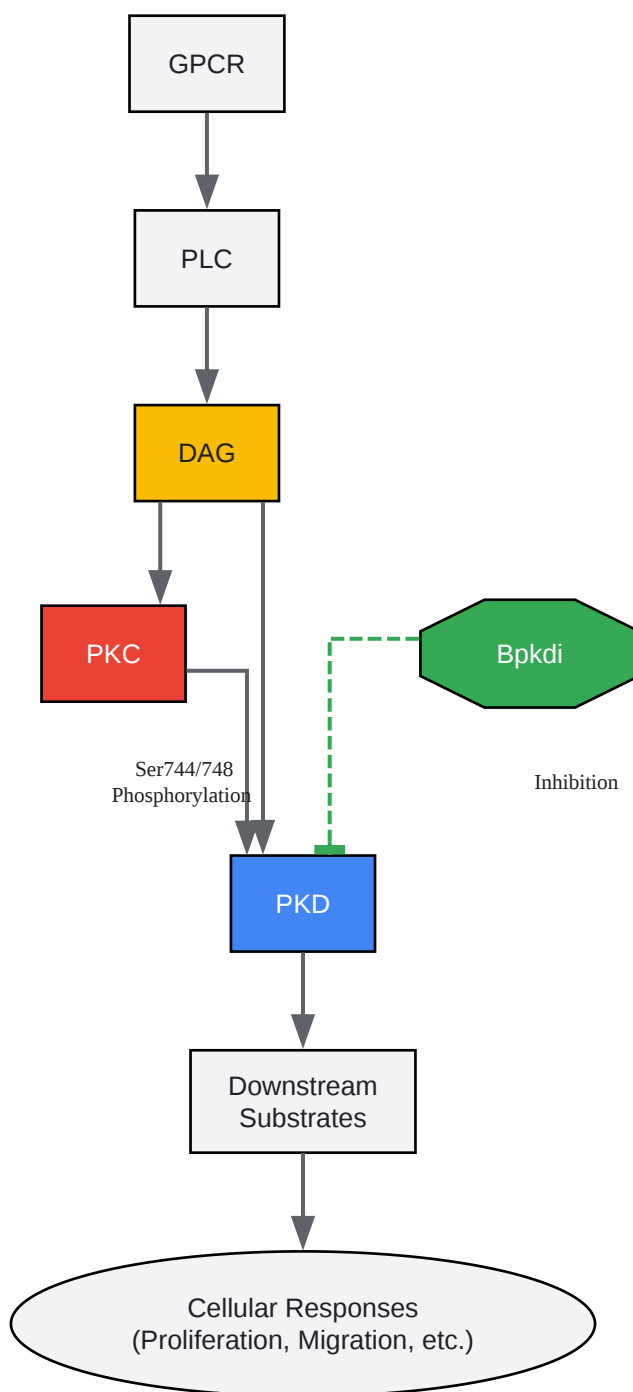 GPCR
PLC
DAG
PKC
Bpkdi
Ser744/748
Phosphorylation
Inhibition
PKD
Downstream
Substrates
Cellular Responses
(Proliferation, Migration, etc.)